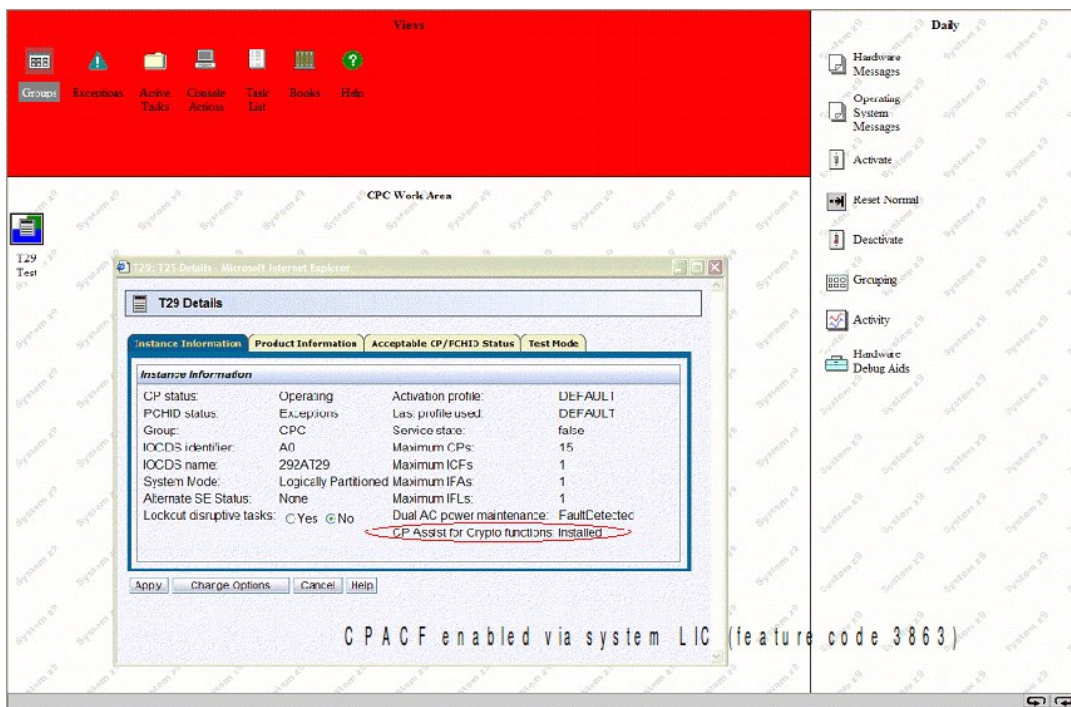 Views
Groups
Exceptions
Active
Tasks
Console
Actions
Task
List
Books
Help
Daily
Hardware
Messages
Operating
System
Messages
Activate
Reset Normal
Deactivate
Grouping
Activity
Hardware
Debug Aids
CPC Work Area
T29
Test
T29 Details
Instance Information Product Information Acceptable CP/PCHID Status Test Mode
Instance Information
CP status: Operating Activation profile: DEFAULT
PCHID status: Exceptions Last profile used: DEFAULT
Group: CPC Service state: false
IOCDS identifier: A0 Maximum CPs: 15
IOCDS name: 292AT29 Maximum ICFs 1
System Mode: Logically Partitioned Maximum IFAs: 1
Alternate SE Status: None Maximum IFLs: 1
Lockout disruptive tasks: Yes No Dual AC power maintenance: FaultDetected
CP Assist for Crypto functions: Installed
Apply Change Options Cancel Help
CPACF enabled via system LIC (feature code 3863)
System z9